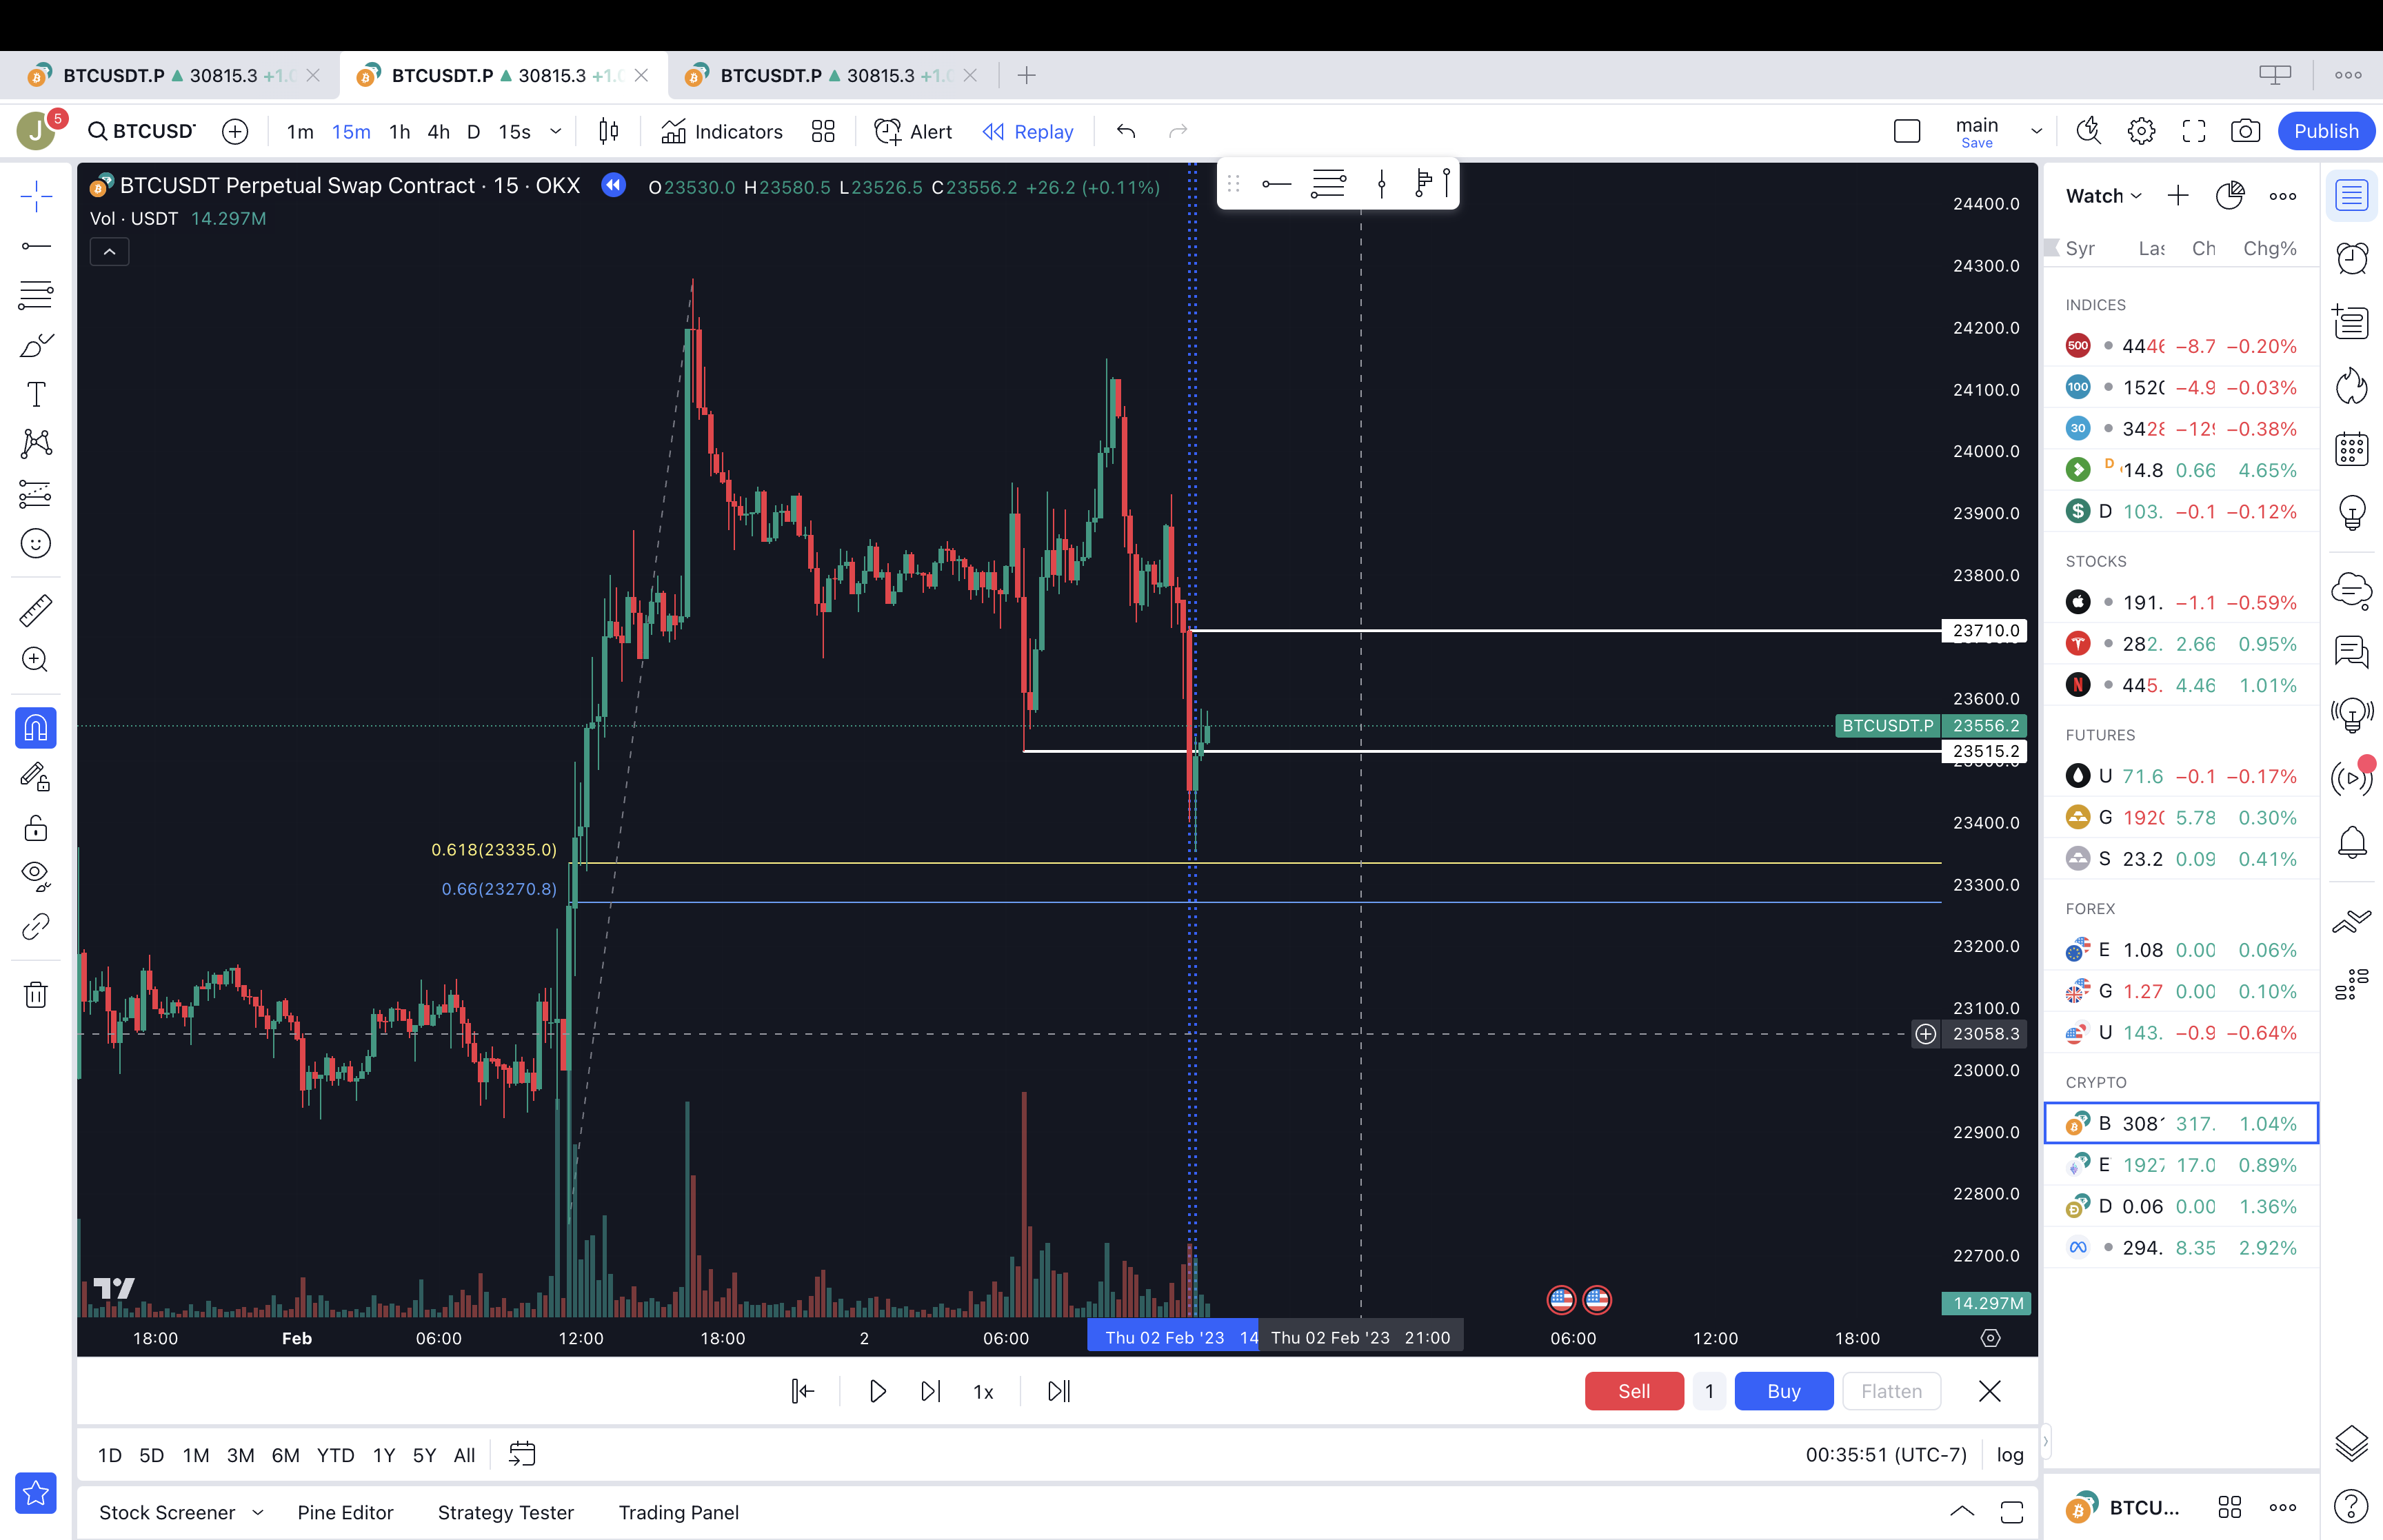 BTCUSDT.P ▲ 30815.3 +1.0 BTCUSDT.P ▲ 30815.3 +1.0 BTCUSDT.P ▲ 30815.3 +1.0
J 5 BTCUSD 1m 15m 1h 4h D 15s Indicators Alert Replay main Publish
Save
BTCUSDT Perpetual Swap Contract · 15 · OKX O23530.0 H23580.5 L23526.5 C23556.2 +26.2 (+0.11%)
Vol · USDT 14.297M
24400.0
24300.0
24200.0
24100.0
24000.0
23900.0
23800.0
23710.0
23600.0
BTCUSDT.P 23556.2
23515.2
23400.0
0.618(23335.0)
0.66(23270.8)
23300.0
23200.0
23100.0
23058.3
23000.0
22900.0
22800.0
22700.0
14.297M
18:00 Feb 06:00 12:00 18:00 2 06:00 Thu 02 Feb '23 14 Thu 02 Feb '23 21:00 06:00 12:00 18:00
1x Sell 1 Buy Flatten
1D 5D 1M 3M 6M YTD 1Y 5Y All 00:35:51 (UTC-7) log
Stock Screener Pine Editor Strategy Tester Trading Panel
Watch
Syr Las Ch Chg%
INDICES
500 4446 −8.7 −0.20%
100 1520 −4.9 −0.03%
30 3428 −129 −0.38%
D 14.8 0.66 4.65%
$ D 103. −0.1 −0.12%
STOCKS
191. −1.1 −0.59%
282. 2.66 0.95%
N 445. 4.46 1.01%
FUTURES
U 71.6 −0.1 −0.17%
G 1920 5.78 0.30%
S 23.2 0.09 0.41%
FOREX
E 1.08 0.00 0.06%
G 1.27 0.00 0.10%
U 143. −0.9 −0.64%
CRYPTO
B 3081 317. 1.04%
E 1927 17.0 0.89%
D 0.06 0.00 1.36%
294. 8.35 2.92%
BTCU...